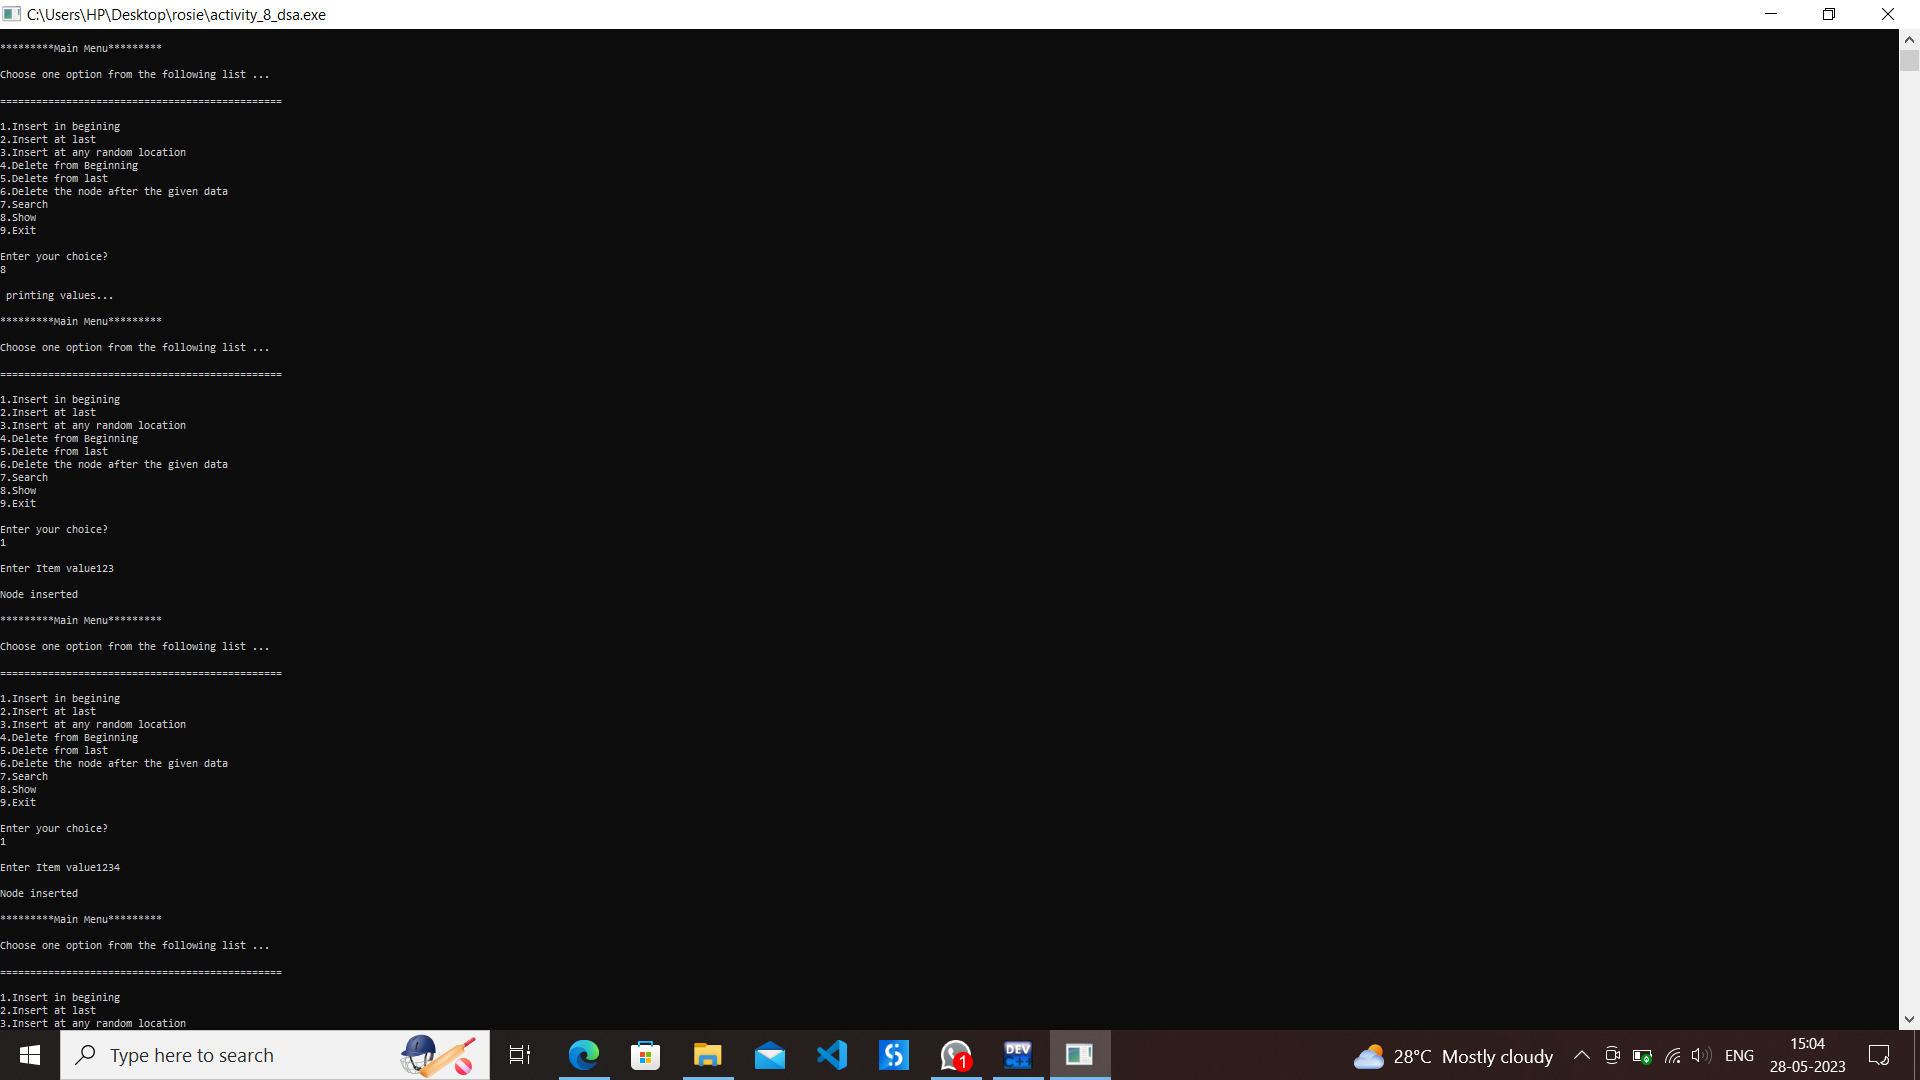 C:\Users\HP\Desktop\rosie\activity_8_dsa.exe
*********Main Menu*********
Choose one option from the following list ...
===============================================
1.Insert in begining
2.Insert at last
3.Insert at any random location
4.Delete from Beginning
5.Delete from last
6.Delete the node after the given data
7.Search
8.Show
9.Exit
Enter your choice?
8
printing values...
*********Main Menu*********
Choose one option from the following list ...
===============================================
1.Insert in begining
2.Insert at last
3.Insert at any random location
4.Delete from Beginning
5.Delete from last
6.Delete the node after the given data
7.Search
8.Show
9.Exit
Enter your choice?
1
Enter Item value123
Node inserted
*********Main Menu*********
Choose one option from the following list ...
===============================================
1.Insert in begining
2.Insert at last
3.Insert at any random location
4.Delete from Beginning
5.Delete from last
6.Delete the node after the given data
7.Search
8.Show
9.Exit
Enter your choice?
1
Enter Item value1234
Node inserted
*********Main Menu*********
Choose one option from the following list ...
===============================================
1.Insert in begining
2.Insert at last
3.Insert at any random location
Type here to search
1
DEV
C++
28°C Mostly cloudy
ENG
15:04
28-05-2023